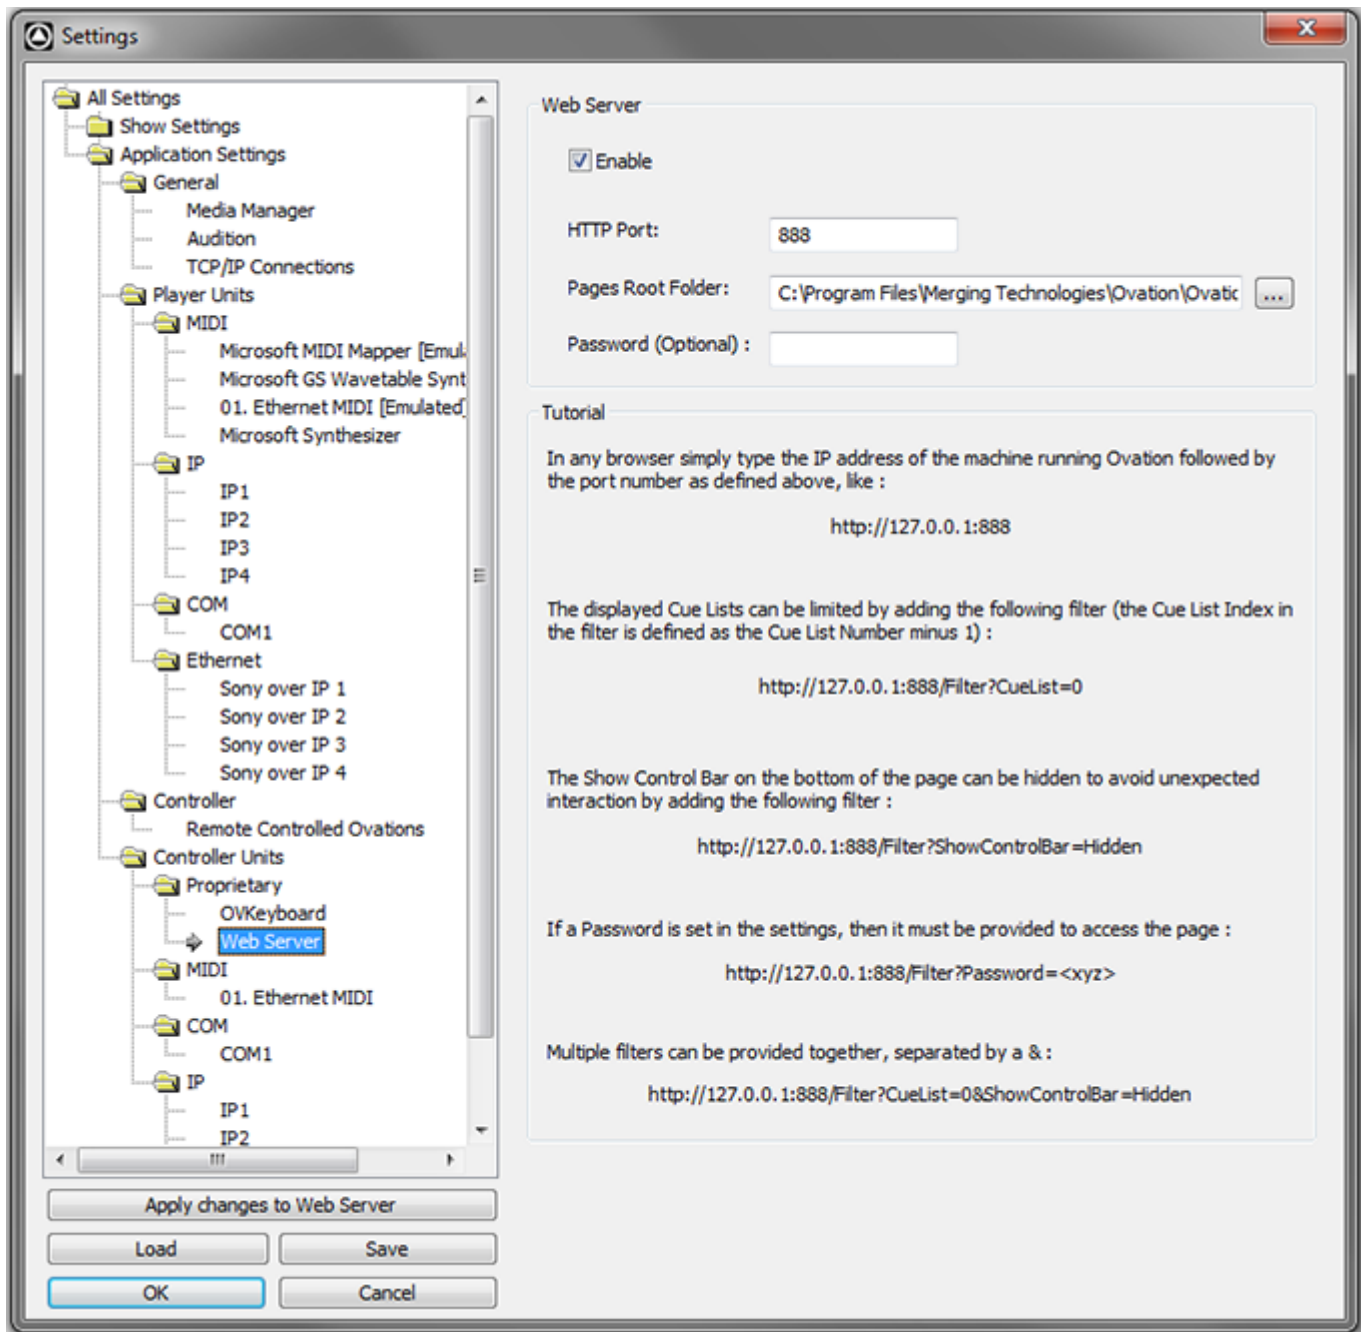 Settings
All Settings
Show Settings
Application Settings
General
Media Manager
Audition
TCP/IP Connections
Player Units
MIDI
Microsoft MIDI Mapper [Emul
Microsoft GS Wavetable Synt
01. Ethernet MIDI [Emulated]
Microsoft Synthesizer
IP
IP1
IP2
IP3
IP4
COM
COM1
Ethernet
Sony over IP 1
Sony over IP 2
Sony over IP 3
Sony over IP 4
Controller
Remote Controlled Ovations
Controller Units
Proprietary
OVKeyboard
Web Server
MIDI
01. Ethernet MIDI
COM
COM1
IP
IP1
IP2
Apply changes to Web Server
Load Save
OK Cancel
Web Server
Enable
HTTP Port: 888
Pages Root Folder: C:\Program Files\Merging Technologies\Ovation\Ovatic ...
Password (Optional) :
Tutorial
In any browser simply type the IP address of the machine running Ovation followed by
the port number as defined above, like :
http://127.0.0.1:888
The displayed Cue Lists can be limited by adding the following filter (the Cue List Index in
the filter is defined as the Cue List Number minus 1) :
http://127.0.0.1:888/Filter?CueList=0
The Show Control Bar on the bottom of the page can be hidden to avoid unexpected
interaction by adding the following filter :
http://127.0.0.1:888/Filter?ShowControlBar=Hidden
If a Password is set in the settings, then it must be provided to access the page :
http://127.0.0.1:888/Filter?Password=<xyz>
Multiple filters can be provided together, separated by a & :
http://127.0.0.1:888/Filter?CueList=0&ShowControlBar=Hidden